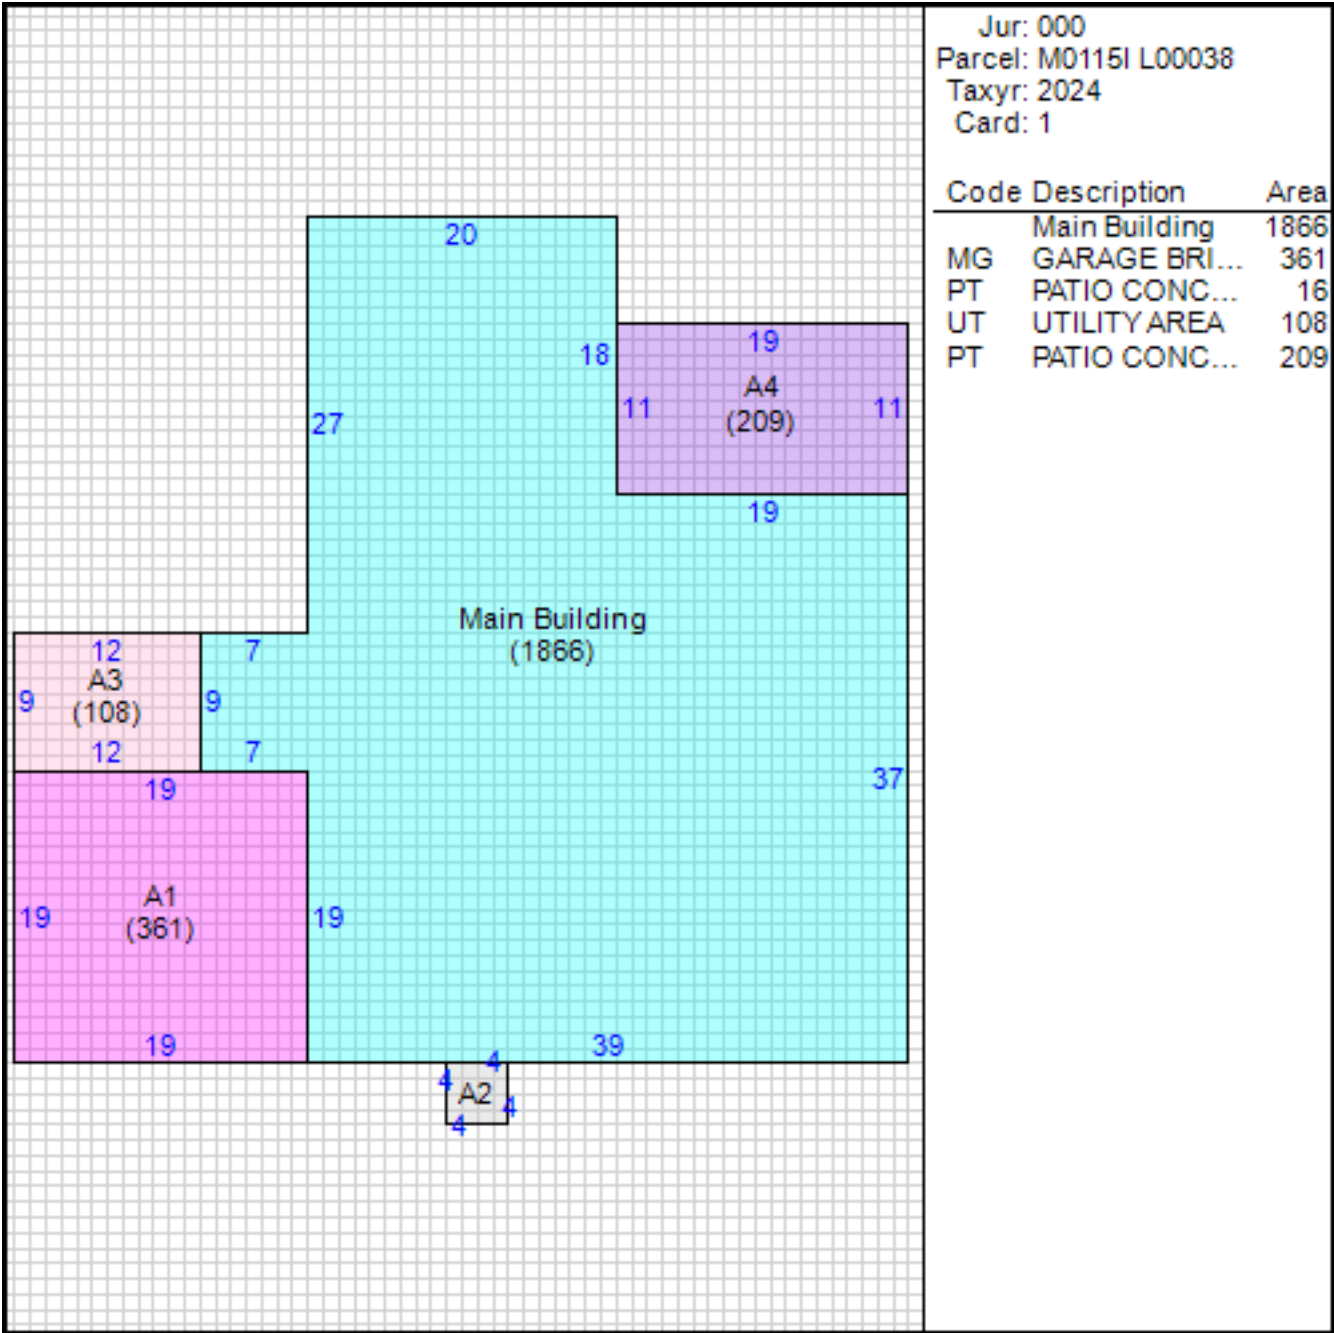 Jur: 000
Parcel: M0115I L00038
Taxyr: 2024
Card: 1
Code Description Area
Main Building 1866
MG GARAGE BRI... 361
PT PATIO CONC... 16
UT UTILITY AREA 108
PT PATIO CONC... 209
20
18
19
27
A4
11
11
(209)
19
Main Building
(1866)
12
7
A3
9
9
(108)
12
7
37
19
A1
19
19
(361)
19
39
4
4
A2
4
4